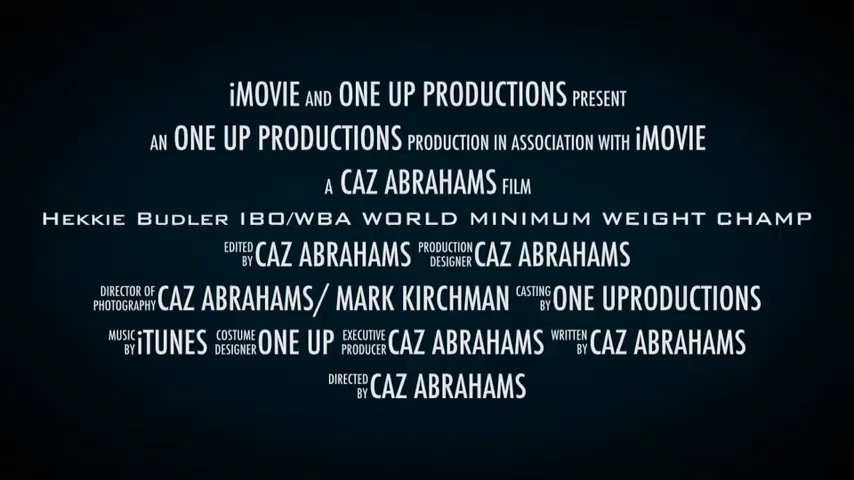 iMOVIE AND ONE UP PRODUCTIONS PRESENT
AN ONE UP PRODUCTIONS PRODUCTION IN ASSOCIATION WITH iMOVIE
A CAZ ABRAHAMS FILM
HEKKIE BUDLER IBO/WBA WORLD MINIMUM WEIGHT CHAMP
EDITED BY CAZ ABRAHAMS PRODUCTION DESIGNER CAZ ABRAHAMS
DIRECTOR OF PHOTOGRAPHY CAZ ABRAHAMS/ MARK KIRCHMAN CASTING BY ONE UPRODUCTIONS
MUSIC BY iTUNES COSTUME DESIGNER ONE UP EXECUTIVE PRODUCER CAZ ABRAHAMS WRITTEN BY CAZ ABRAHAMS
DIRECTED BY CAZ ABRAHAMS